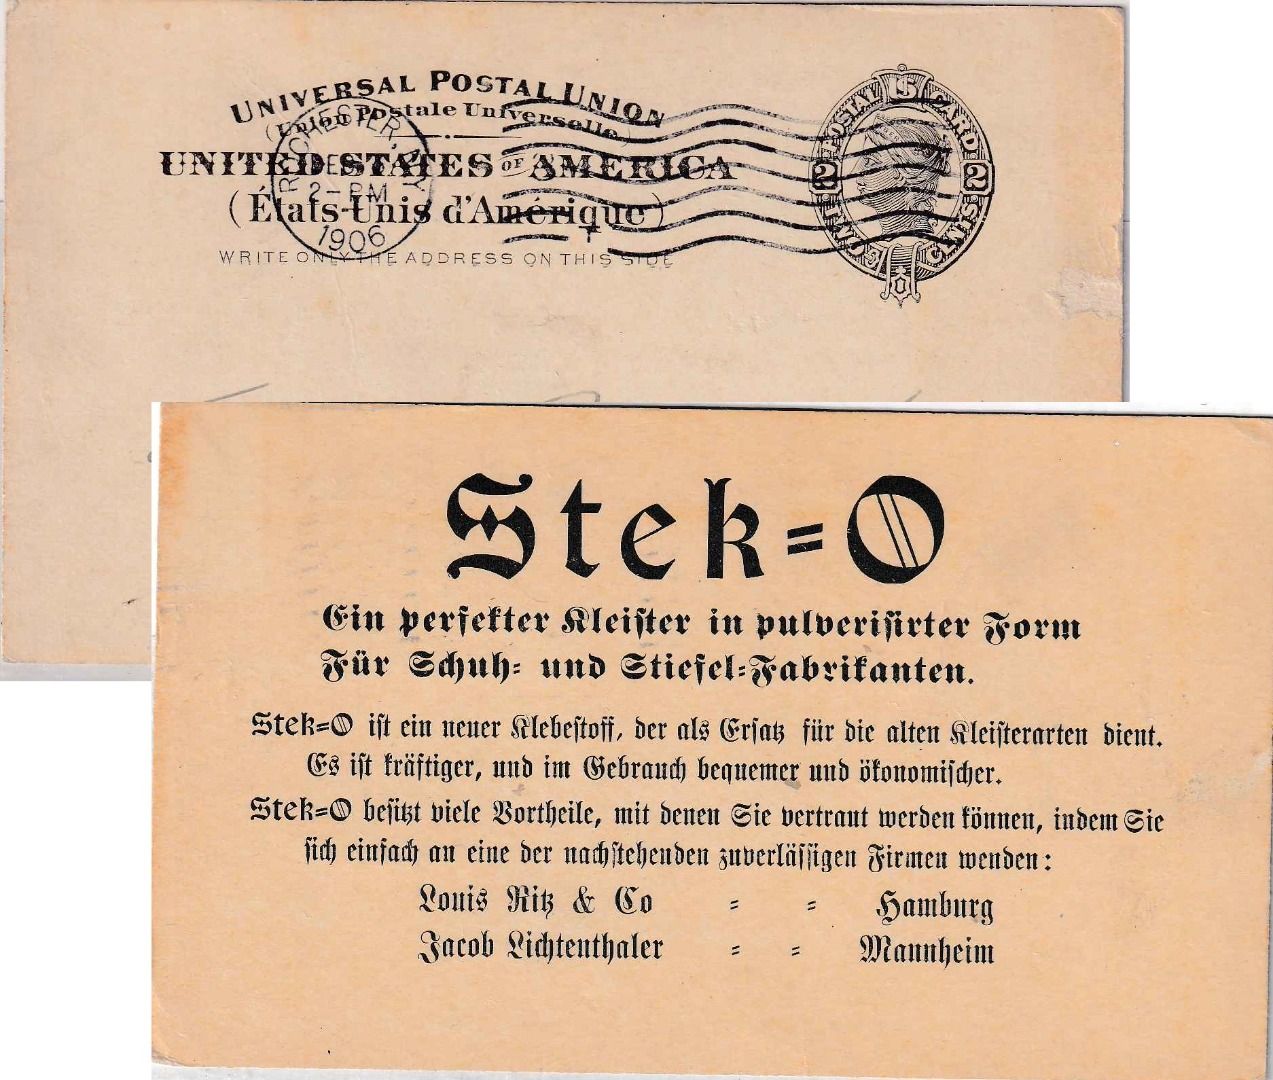 UNIVERSAL POSTAL UNION
(Union Postale Universelle)
UNITED STATES OF AMERICA
(États-Unis d'Amérique)
WRITE ONLY THE ADDRESS ON THIS SIDE
ROCHESTER, N.Y.
2- PM
1906
U.S. POSTAL CARD
2 2
TWO CENTS
Stek=O
Ein perfekter Kleister in pulverisirter Form
Für Schuh= und Stiefel=Fabrikanten.
Stek=O ist ein neuer Klebestoff, der als Ersatz für die alten Kleisterarten dient.
Es ist kräftiger, und im Gebrauch bequemer und ökonomischer.
Stek=O besitzt viele Vortheile, mit denen Sie vertraut werden können, indem Sie
sich einfach an eine der nachstehenden zuverlässigen Firmen wenden:
Louis Ritz & Co = = Hamburg
Jacob Lichtenthaler = = Mannheim